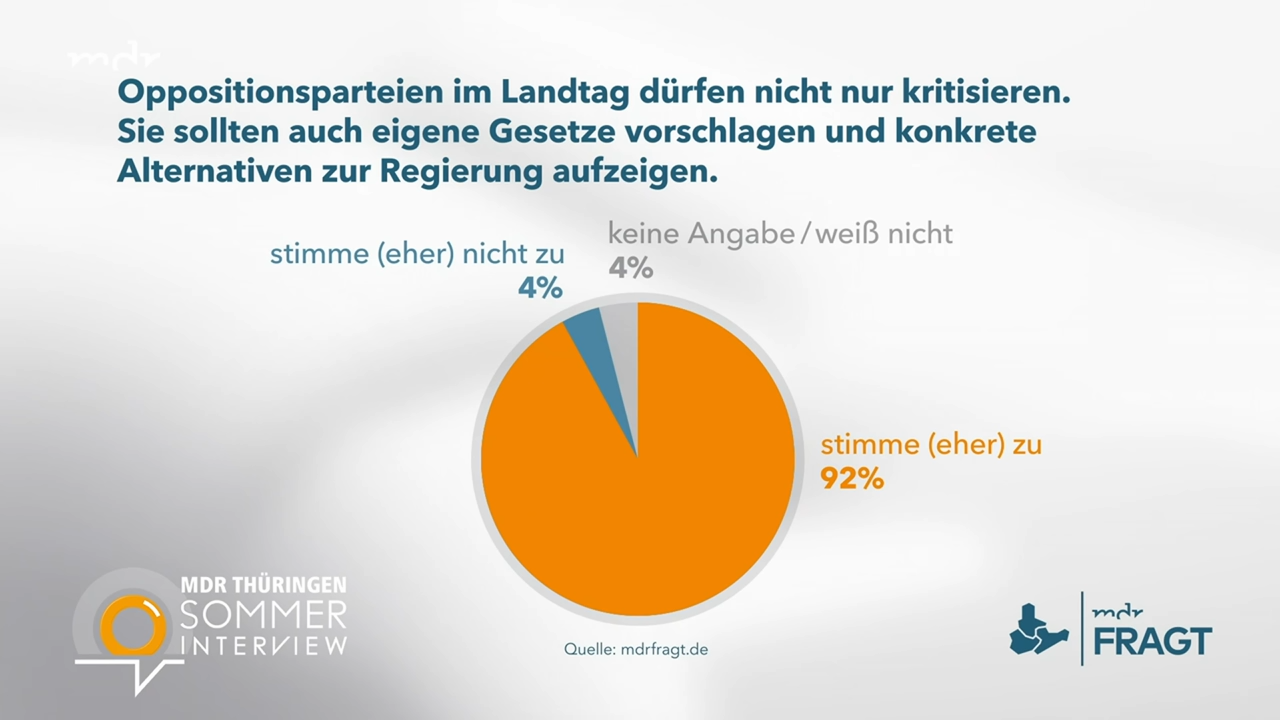 mdr
Oppositionsparteien im Landtag dürfen nicht nur kritisieren.
Sie sollten auch eigene Gesetze vorschlagen und konkrete
Alternativen zur Regierung aufzeigen.
keine Angabe / weiß nicht
4%
stimme (eher) nicht zu
4%
stimme (eher) zu
92%
MDR THÜRINGEN
SOMMER
INTERVIEW
Quelle: mdrfragt.de
mdr
FRAGT